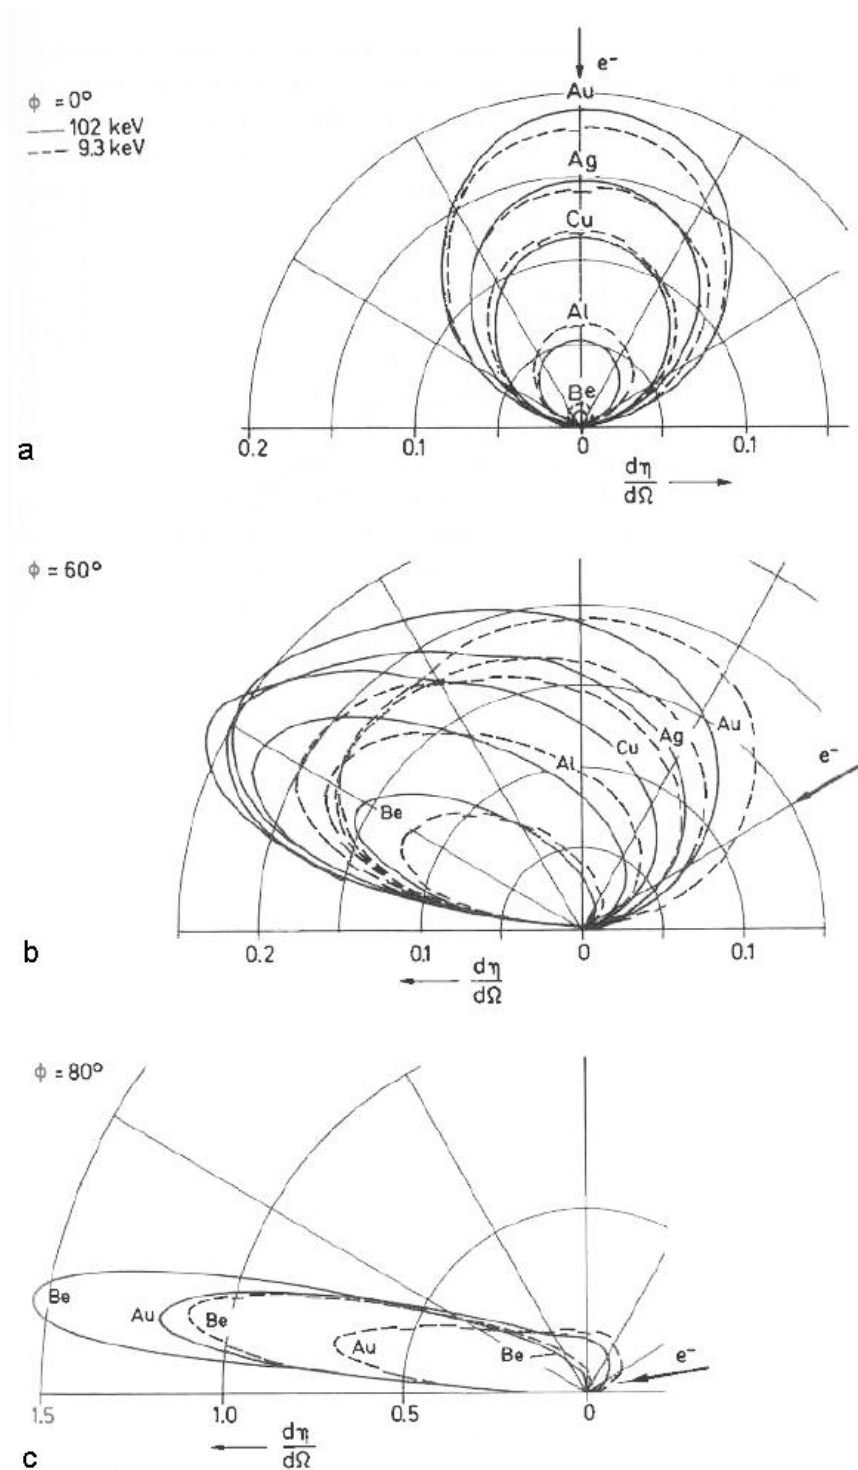 e⁻
ϕ = 0°
102 keV
9.3 keV
Au
Ag
Cu
Al
Be
0.2
0.1
0
0.1
a
dη
dΩ
ϕ = 60°
Au
Ag
Cu
Al
Be
e⁻
0.2
0.1
0
0.1
b
dη
dΩ
ϕ = 80°
Be
Au
Be
Au
Be
e⁻
1.5
1.0
0.5
0
dη
dΩ
c